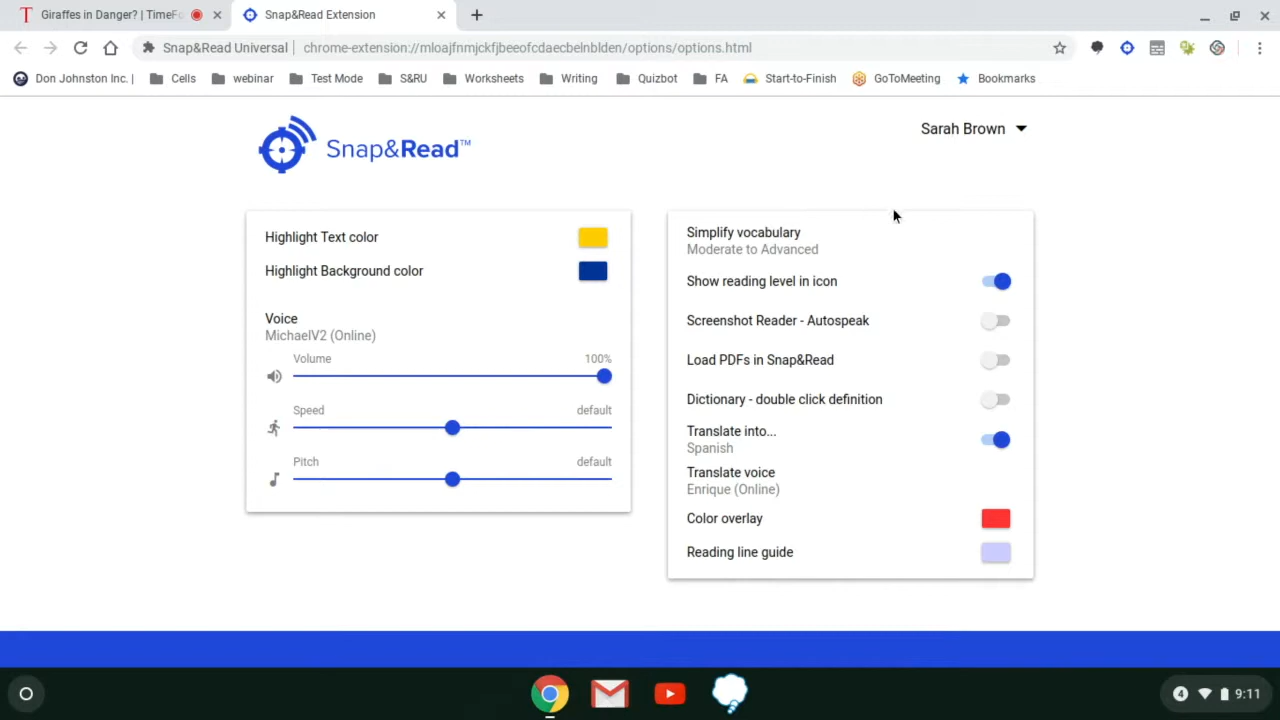 Giraffes in Danger? | TimeFo
Snap&Read Extension
Snap&Read Universal
chrome-extension://mloajfnmjckfjbeeofcdaecbelnblden/options/options.html
Don Johnston Inc. |
Cells
webinar
Test Mode
S&RU
Worksheets
Writing
Quizbot
FA
Start-to-Finish
GoToMeeting
Bookmarks
Snap&Read™
Sarah Brown
Highlight Text color
Highlight Background color
Voice
MichaelV2 (Online)
Volume 100%
Speed default
Pitch default
Simplify vocabulary
Moderate to Advanced
Show reading level in icon
Screenshot Reader - Autospeak
Load PDFs in Snap&Read
Dictionary - double click definition
Translate into...
Spanish
Translate voice
Enrique (Online)
Color overlay
Reading line guide
4 9:11